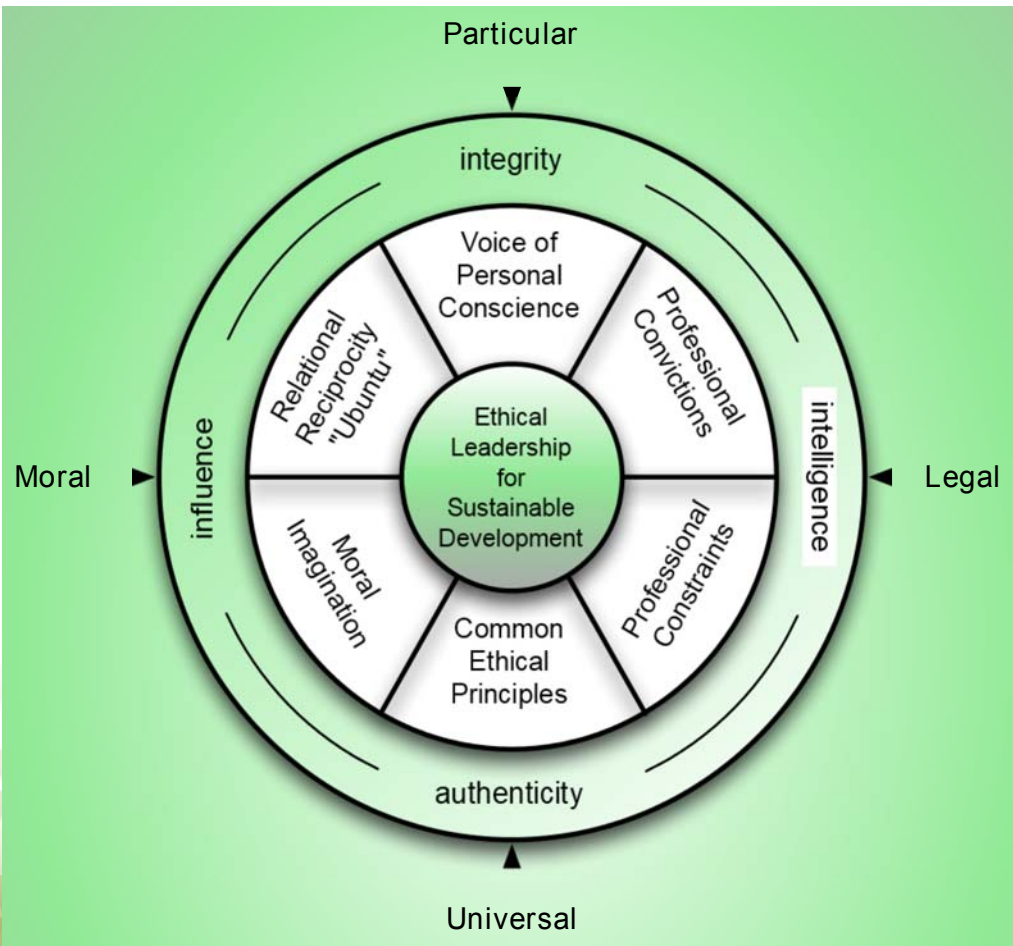 Particular
integrity
Voice of
Personal
Conscience
Relational
Reciprocity
"Ubuntu"
Professional
Convictions
Ethical
Leadership
for
Sustainable
Development
influence
intelligence
Moral
Legal
Moral
Imagination
Professional
Constraints
Common
Ethical
Principles
authenticity
Universal